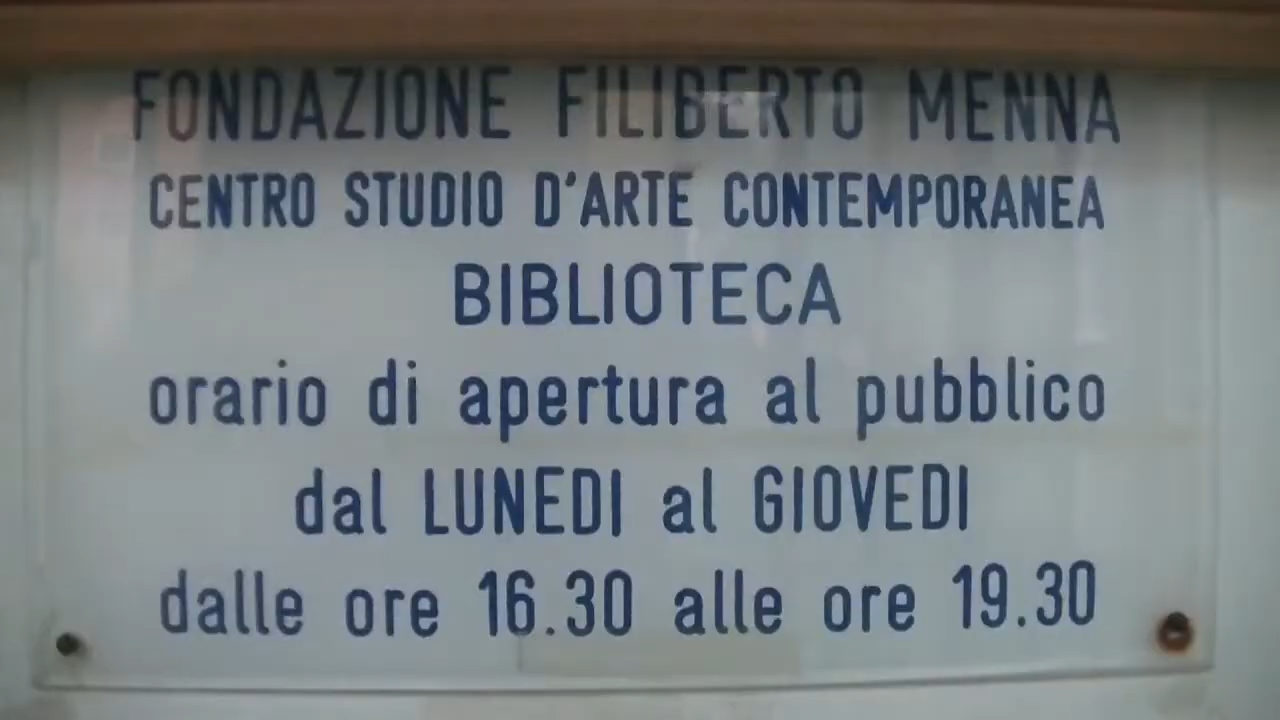 FONDAZIONE FILIBERTO MENNA
CENTRO STUDIO D'ARTE CONTEMPORANEA
BIBLIOTECA
orario di apertura al pubblico
dal LUNEDI al GIOVEDI
dalle ore 16.30 alle ore 19.30